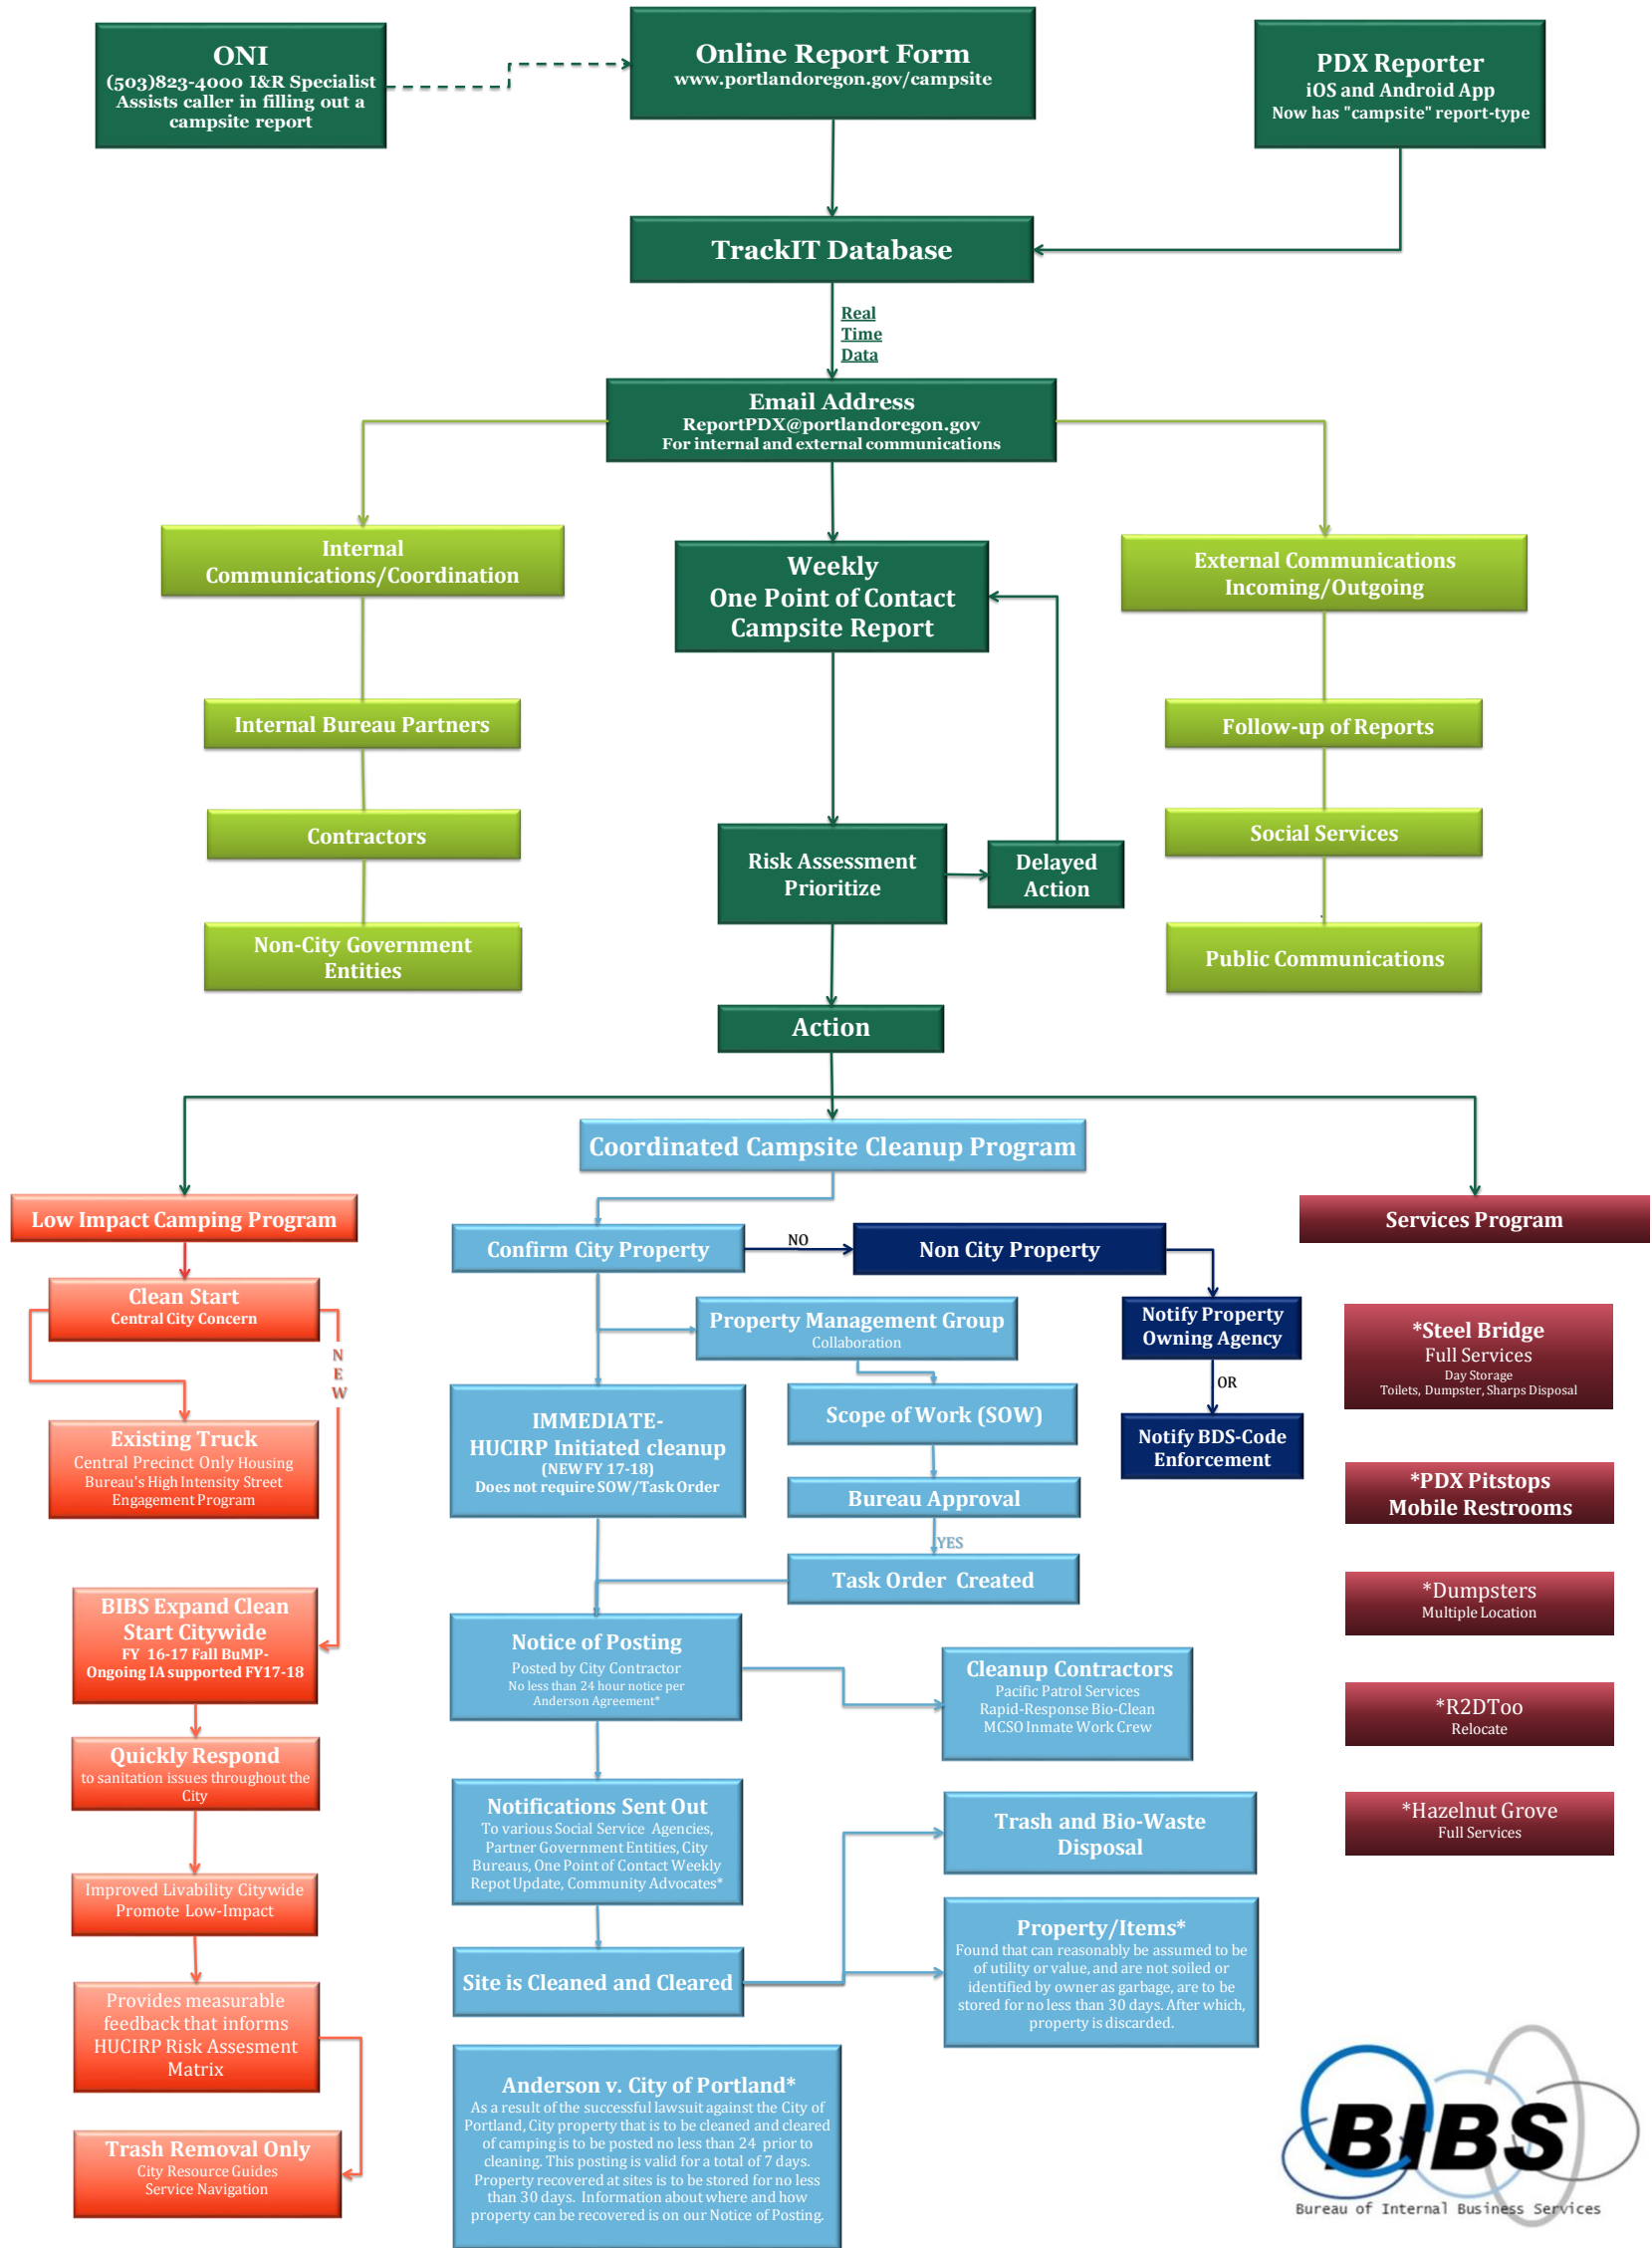 ONI
(503)823-4000 I&R Specialist
Assists caller in filling out a
campsite report
Online Report Form
www.portlandoregon.gov/campsite
PDX Reporter
iOS and Android App
Now has "campsite" report-type
TrackIT Database
Real
Time
Data
Email Address
ReportPDX@portlandoregon.gov
For internal and external communications
Internal
Communications/Coordination
Weekly
One Point of Contact
Campsite Report
External Communications
Incoming/Outgoing
Internal Bureau Partners
Follow-up of Reports
Contractors
Social Services
Risk Assessment
Prioritize
Delayed
Action
Non-City Government
Entities
Public Communications
Action
Coordinated Campsite Cleanup Program
Low Impact Camping Program
Services Program
Confirm City Property
NO
Non City Property
Clean Start
Central City Concern
N
E
W
Property Management Group
Collaboration
Notify Property
Owning Agency
OR
Notify BDS-Code
Enforcement
*Steel Bridge
Full Services
Day Storage
Toilets, Dumpster, Sharps Disposal
Existing Truck
Central Precinct Only Housing
Bureau's High Intensity Street
Engagement Program
IMMEDIATE-
HUCIRP Initiated cleanup
(NEW FY 17-18)
Does not require SOW/Task Order
Scope of Work (SOW)
Bureau Approval
YES
Task Order Created
*PDX Pitstops
Mobile Restrooms
*Dumpsters
Multiple Location
BIBS Expand Clean
Start Citywide
FY 16-17 Fall BuMP-
Ongoing IA supported FY17-18
Notice of Posting
Posted by City Contractor
No less than 24 hour notice per
Anderson Agreement*
Cleanup Contractors
Pacific Patrol Services
Rapid-Response Bio-Clean
MCSO Inmate Work Crew
*R2DToo
Relocate
Quickly Respond
to sanitation issues throughout the
City
Notifications Sent Out
To various Social Service Agencies,
Partner Government Entities, City
Bureaus, One Point of Contact Weekly
Repot Update, Community Advocates*
Trash and Bio-Waste
Disposal
*Hazelnut Grove
Full Services
Improved Livability Citywide
Promote Low-Impact
Site is Cleaned and Cleared
Property/Items*
Found that can reasonably be assumed to be
of utility or value, and are not soiled or
identified by owner as garbage, are to be
stored for no less than 30 days. After which,
property is discarded.
Provides measurable
feedback that informs
HUCIRP Risk Assesment
Matrix
Trash Removal Only
City Resource Guides
Service Navigation
Anderson v. City of Portland*
As a result of the successful lawsuit against the City of
Portland, City property that is to be cleaned and cleared
of camping is to be posted no less than 24 prior to
cleaning. This posting is valid for a total of 7 days.
Property recovered at sites is to be stored for no less
than 30 days. Information about where and how
property can be recovered is on our Notice of Posting.
BIBS
Bureau of Internal Business Services